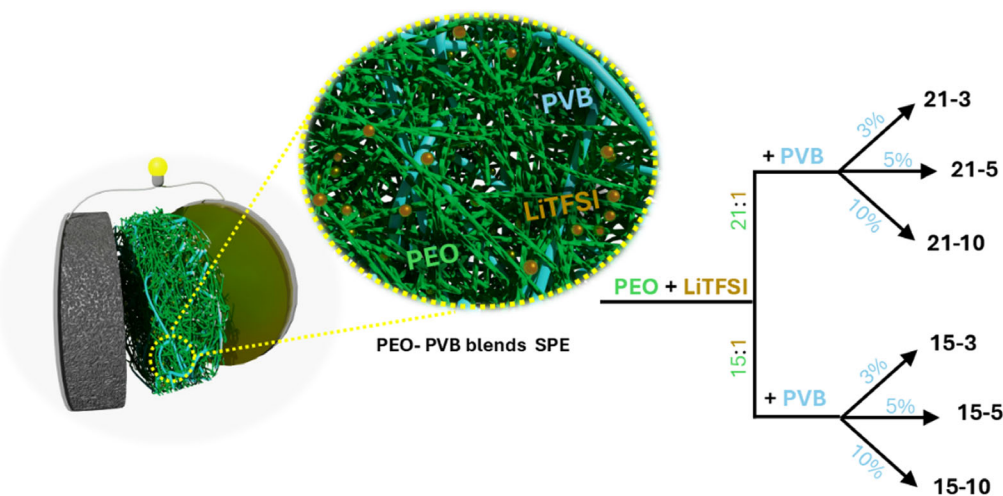 PVB
LiTFSI
PEO
PEO- PVB blends SPE
PEO + LiTFSI
21:1
+ PVB
3%
21-3
5%
21-5
10%
21-10
15:1
+ PVB
3%
15-3
5%
15-5
10%
15-10